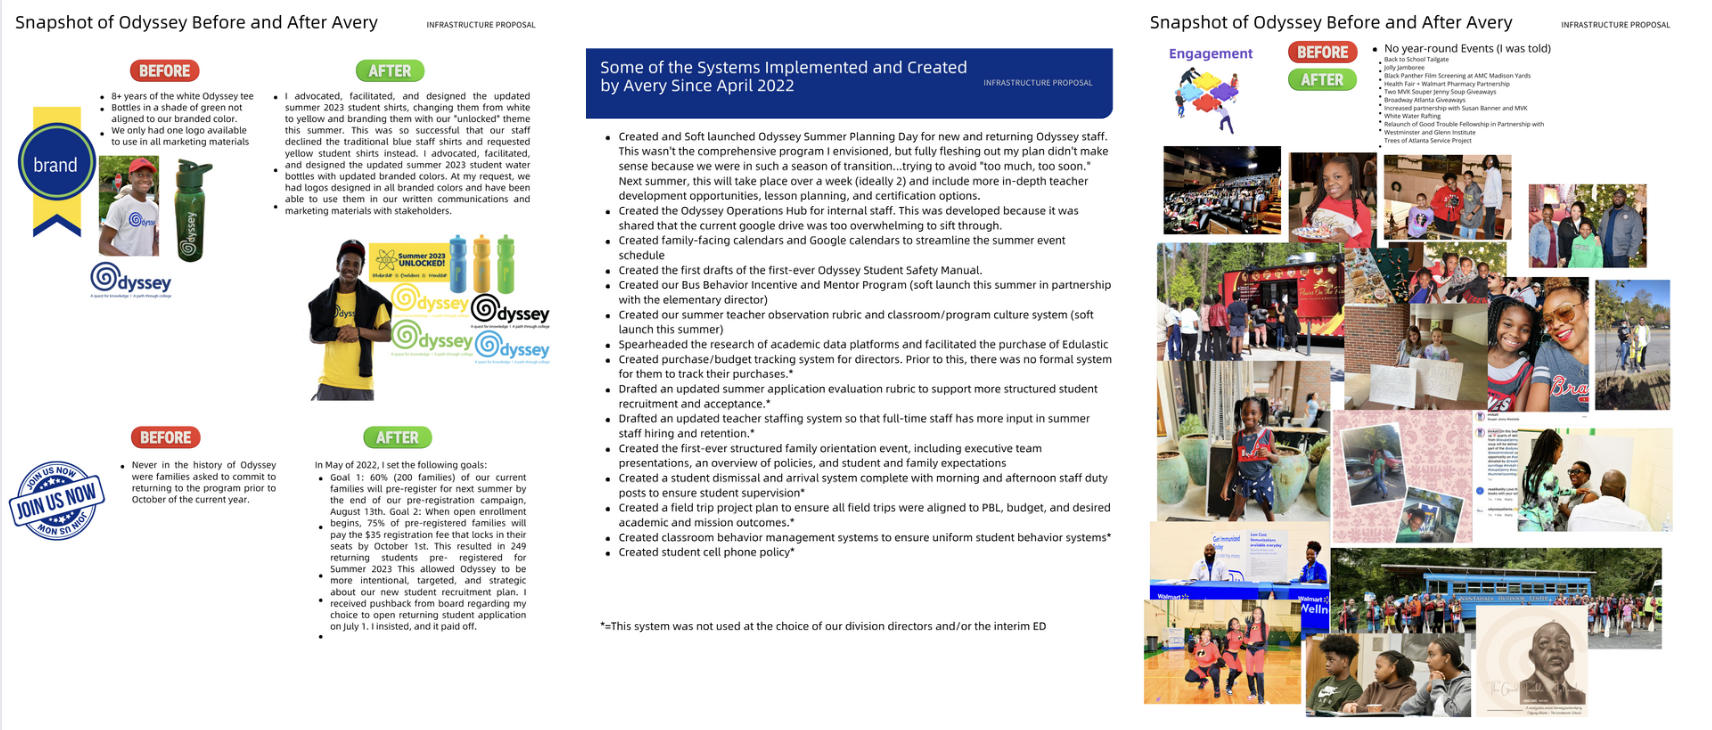 Snapshot of Odyssey Before and After Avery
INFRASTRUCTURE PROPOSAL
BEFORE
AFTER
brand
8+ years of the white Odyssey tee
Bottles in a shade of green not
aligned to our branded color.
We only had one logo available
to use in all marketing materials
Odyssey
A quest for knowledge | A path through college
I advocated, facilitated, and designed the updated
summer 2023 student shirts, changing them from white
to yellow and branding them with our "unlocked" theme
this summer. This was so successful that our staff
declined the traditional blue staff shirts and requested
yellow student shirts instead. I advocated, facilitated,
and designed the updated summer 2023 student water
bottles with updated branded colors. At my request, we
had logos designed in all branded colors and have been
able to use them in our written communications and
marketing materials with stakeholders.
Summer 2023
UNLOCKED!
Odyssey
Odyssey
A quest for knowledge | A path through college
Odyssey
A quest for knowledge | A path through college
Odyssey
A quest for knowledge | A path through college
BEFORE
AFTER
JOIN US NOW
JOIN US NOW
JOIN US NOW
Never in the history of Odyssey
were families asked to commit to
returning to the program prior to
October of the current year.
In May of 2022, I set the following goals:
Goal 1: 60% (200 families) of our current
families will pre-register for next summer by
the end of our pre-registration campaign,
August 13th. Goal 2: When open enrollment
begins, 75% of pre-registered families will
pay the $35 registration fee that locks in their
seats by October 1st. This resulted in 249
returning students pre- registered for
Summer 2023 This allowed Odyssey to be
more intentional, targeted, and strategic
about our new student recruitment plan. I
received pushback from board regarding my
choice to open returning student application
on July 1. I insisted, and it paid off.
Some of the Systems Implemented and Created
by Avery Since April 2022
INFRASTRUCTURE PROPOSAL
Created and Soft launched Odyssey Summer Planning Day for new and returning Odyssey staff.
This wasn't the comprehensive program I envisioned, but fully fleshing out my plan didn't make
sense because we were in such a season of transition...trying to avoid "too much, too soon."
Next summer, this will take place over a week (ideally 2) and include more in-depth teacher
development opportunities, lesson planning, and certification options.
Created the Odyssey Operations Hub for internal staff. This was developed because it was
shared that the current google drive was too overwhelming to sift through.
Created family-facing calendars and Google calendars to streamline the summer event
schedule
Created the first drafts of the first-ever Odyssey Student Safety Manual.
Created our Bus Behavior Incentive and Mentor Program (soft launch this summer in partnership
with the elementary director)
Created our summer teacher observation rubric and classroom/program culture system (soft
launch this summer)
Spearheaded the research of academic data platforms and facilitated the purchase of Edulastic
Created purchase/budget tracking system for directors. Prior to this, there was no formal system
for them to track their purchases.*
Drafted an updated summer application evaluation rubric to support more structured student
recruitment and acceptance.*
Drafted an updated teacher staffing system so that full-time staff has more input in summer
staff hiring and retention.*
Created the first-ever structured family orientation event, including executive team
presentations, an overview of policies, and student and family expectations
Created a student dismissal and arrival system complete with morning and afternoon staff duty
posts to ensure student supervision*
Created a field trip project plan to ensure all field trips were aligned to PBL, budget, and desired
academic and mission outcomes.*
Created classroom behavior management systems to ensure uniform student behavior systems*
Created student cell phone policy*
*=This system was not used at the choice of our division directors and/or the interim ED
Snapshot of Odyssey Before and After Avery
INFRASTRUCTURE PROPOSAL
Engagement
BEFORE
AFTER
No year-round Events (I was told)
Back to School Tailgate
Jolly Jamboree
Black Panther Film Screening at AMC Madison Yards
Health Fair + Walmart Pharmacy Partnership
Two MVK Souper Jenny Soup Giveaways
Broadway Atlanta Giveaways
Increased partnership with Susan Banner and MVK
White Water Rafting
Relaunch of Good Trouble Fellowship in Partnership with
Westminster and Glenn Institute
Trees of Atlanta Service Project
Walmart
Walmart
Welln